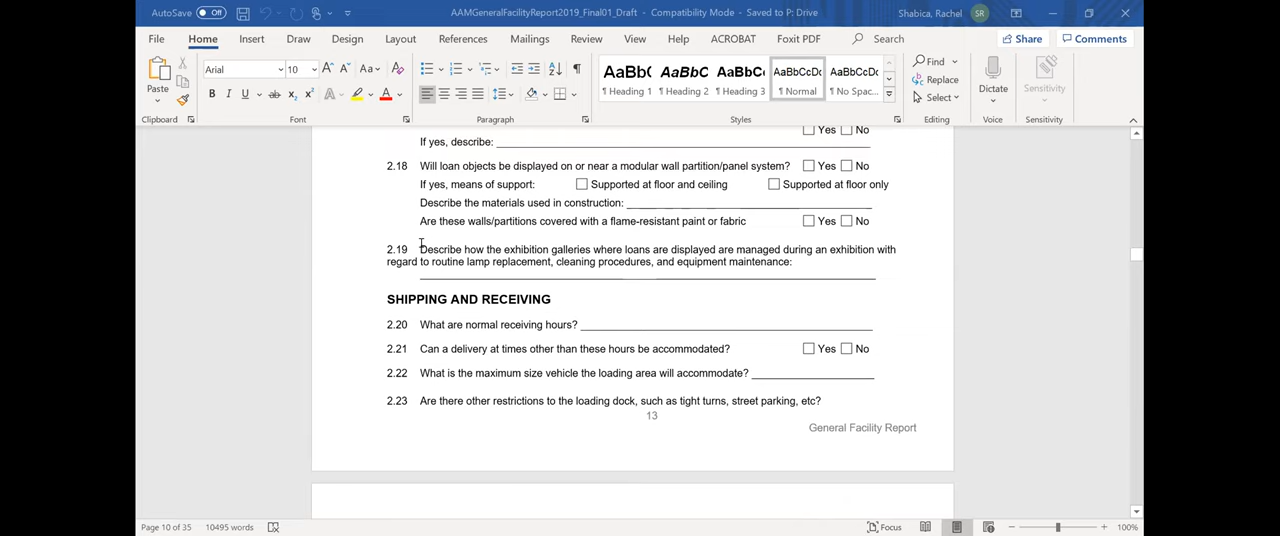 AutoSave Off AAMGeneralFacilityReport2019_Final01_Draft - Compatibility Mode - Saved to P: Drive Shabica, Rachel SR
File Home Insert Draw Design Layout References Mailings Review View Help ACROBAT Foxit PDF Search Share Comments
Paste Arial 10 Aa AaBbC AaBbC AaBbCc AaBbCcDc AaBbCcDc Find
¶ Heading 1 ¶ Heading 2 ¶ Heading 3 ¶ Normal ¶ No Spac... Replace Dictate Sensitivity
B I U ab x₂ x² A A Select
Clipboard Font Paragraph Styles Editing Voice Sensitivity
Yes No
If yes, describe:
2.18 Will loan objects be displayed on or near a modular wall partition/panel system? Yes No
If yes, means of support: Supported at floor and ceiling Supported at floor only
Describe the materials used in construction:
Are these walls/partitions covered with a flame-resistant paint or fabric Yes No
2.19 Describe how the exhibition galleries where loans are displayed are managed during an exhibition with
regard to routine lamp replacement, cleaning procedures, and equipment maintenance:
SHIPPING AND RECEIVING
2.20 What are normal receiving hours?
2.21 Can a delivery at times other than these hours be accommodated? Yes No
2.22 What is the maximum size vehicle the loading area will accommodate?
2.23 Are there other restrictions to the loading dock, such as tight turns, street parking, etc?
13
General Facility Report
Page 10 of 35 10495 words Focus 100%